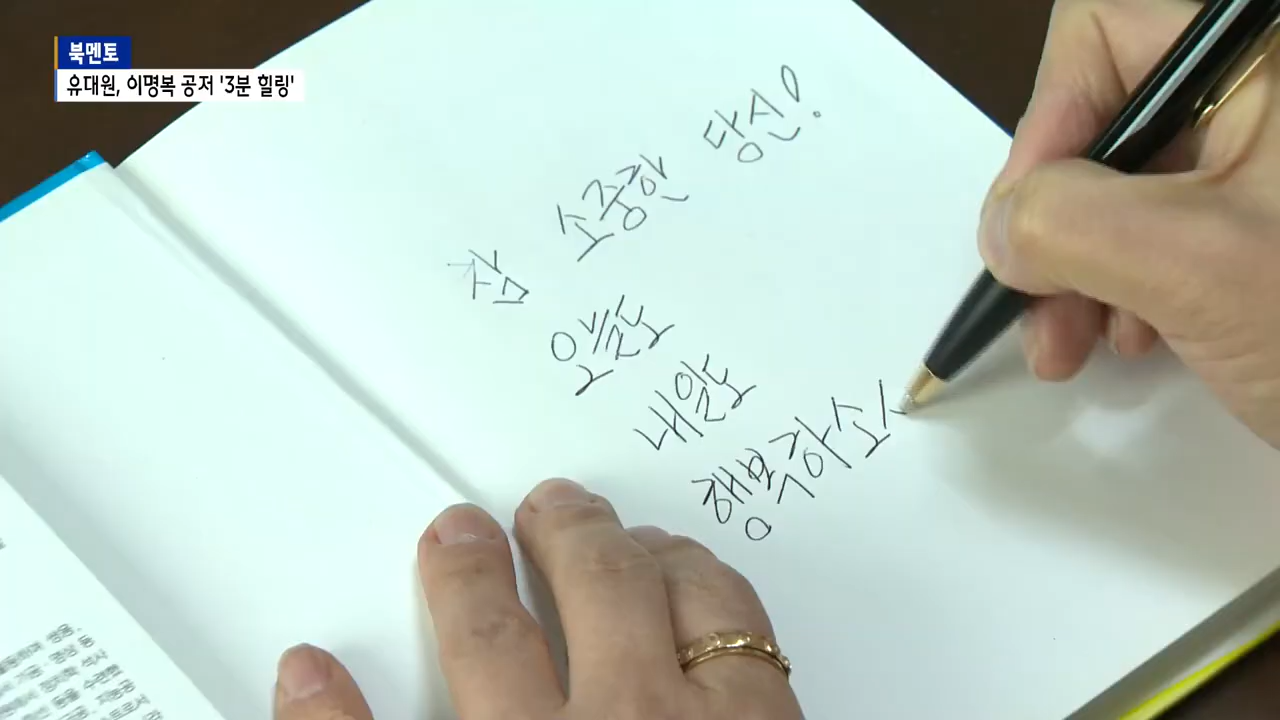 북멘토
유대원, 이명복 공저 '3분 힐링'
참 소중한 당신!
오늘도
내일도
행복하소